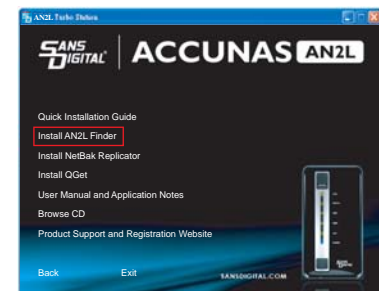 AN2L Turbo Station
SANS DIGITAL
ACCUNAS AN2L
Quick Installation Guide
Install AN2L Finder
Install NetBak Replicator
Install QGet
User Manual and Application Notes
Browse CD
Product Support and Registration Website
Back Exit
SANSDIGITAL.COM